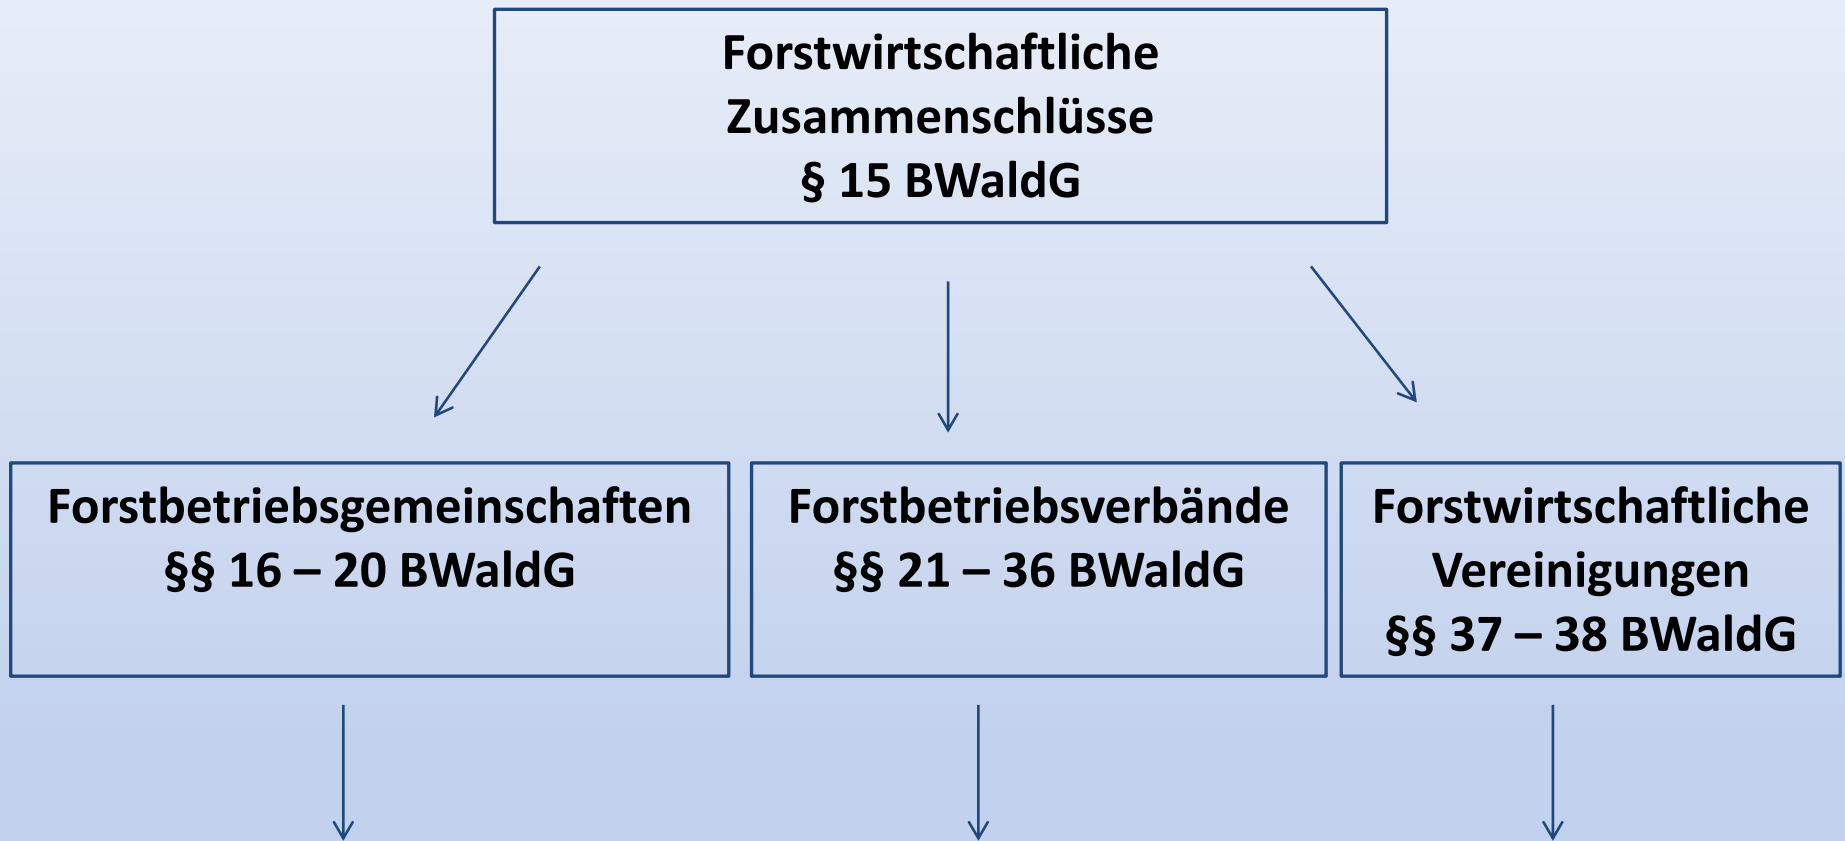 Forstwirtschaftliche
Zusammenschlüsse
§ 15 BWaldG
Forstbetriebsgemeinschaften
§§ 16 – 20 BWaldG
Forstbetriebsverbände
§§ 21 – 36 BWaldG
Forstwirtschaftliche
Vereinigungen
§§ 37 – 38 BWaldG